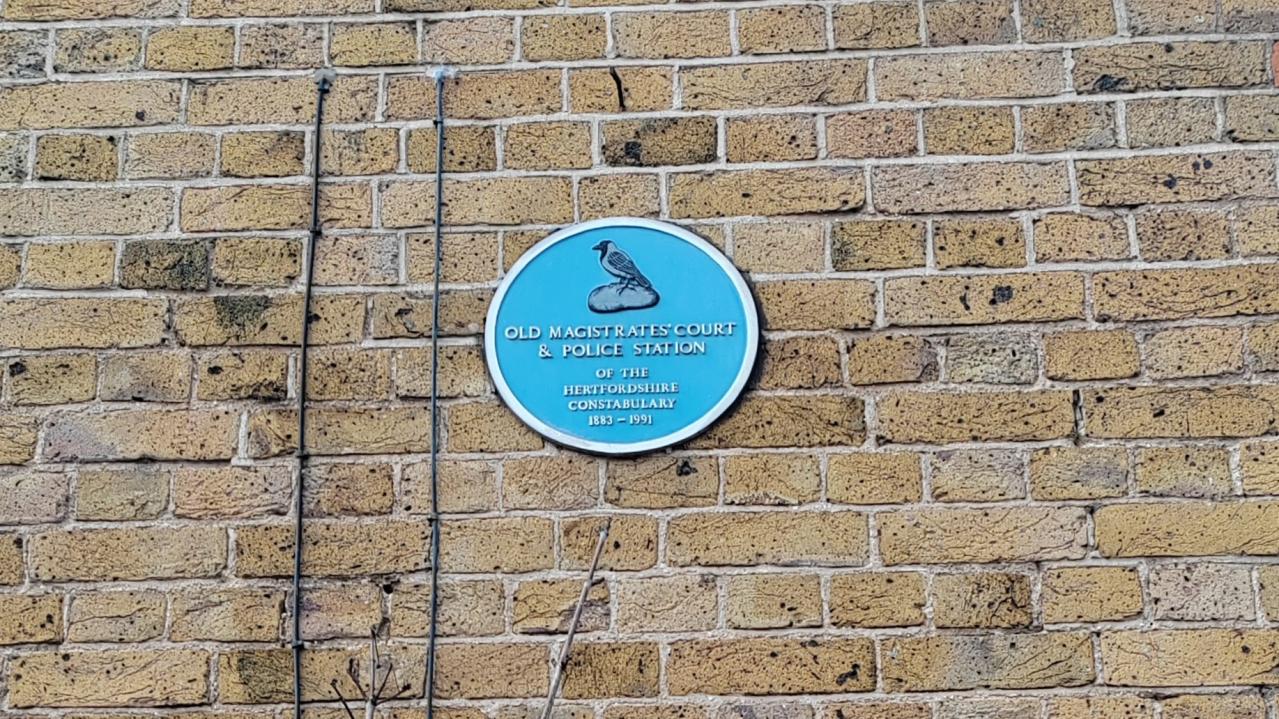 OLD MAGISTRATES' COURT
& POLICE STATION
OF THE
HERTFORDSHIRE
CONSTABULARY
1883 – 1991